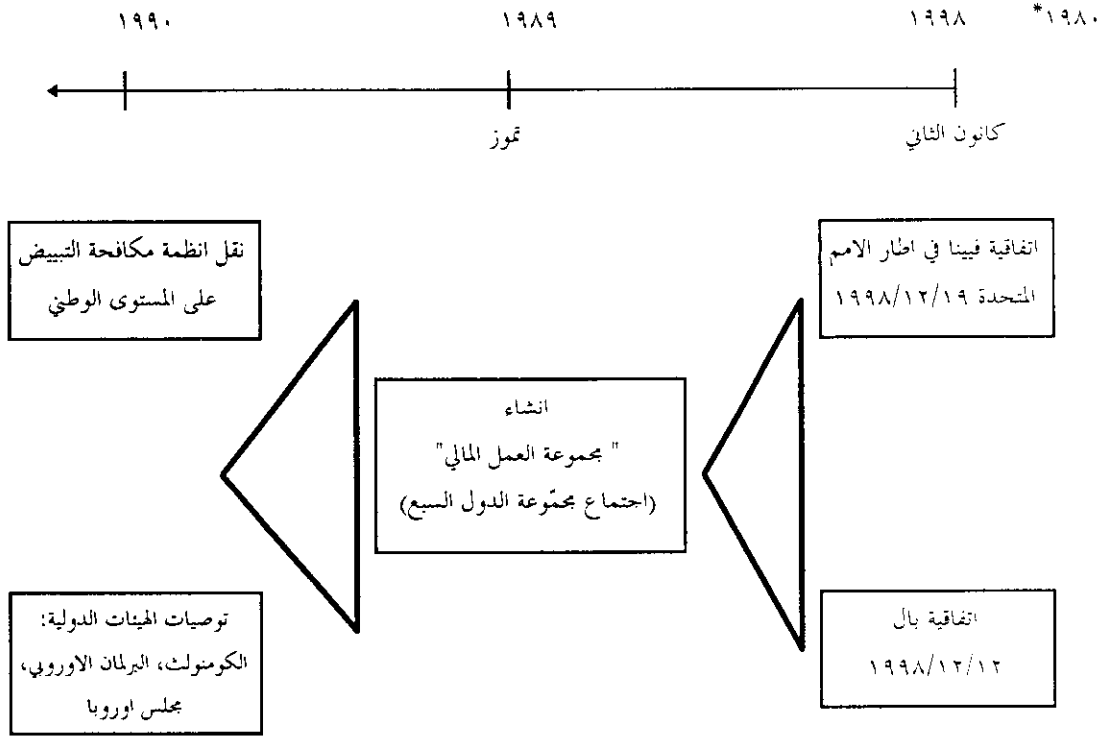 *١٩٨٠ ١٩٩٨ ١٩٨٩ ١٩٩٠
كانون الثاني تموز
اتفاقية فيينا في اطار الامم
المتحدة ١٩٩٨/١٢/١٩
نقل انظمة مكافحة التبييض
على المستوى الوطني
انشاء
" مجموعة العمل المالي"
(اجتماع مجمّوعة الدول السبع)
اتفاقية بال
١٩٩٨/١٢/١٢
توصيات الهيئات الدولية:
الكومنولث، البرلمان الاوروبي،
مجلس اوروبا